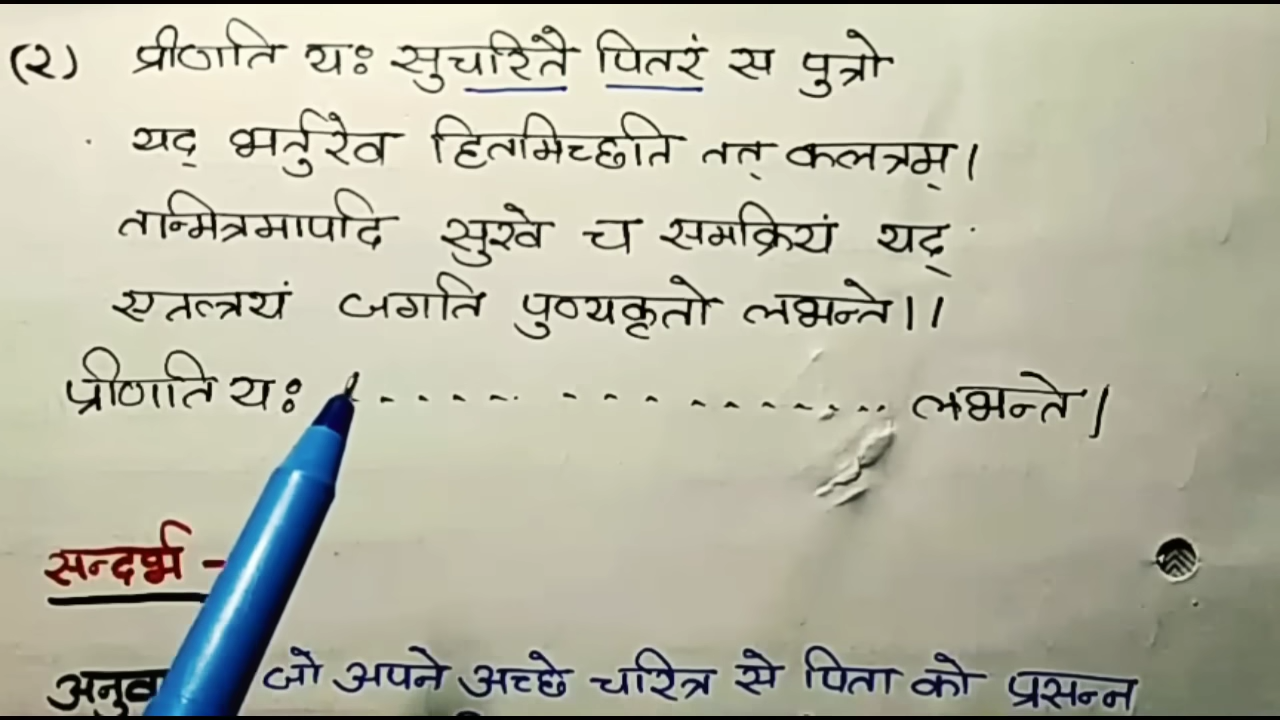 (२) प्रीणाति यः सुचरितै पितरं स पुत्रो
यद् भर्तुरेव हितमिच्छति तत् कलत्रम्।
तन्मित्रमापदि सुखे च समक्रियं यद्
एतत्त्रयं जगति पुण्यकृतो लभन्ते।।
प्रीणाति यः - - - - - - - - - - - - - - लभन्ते।
सन्दर्भ -
जो अपने अच्छे चरित्र से पिता को प्रसन्न